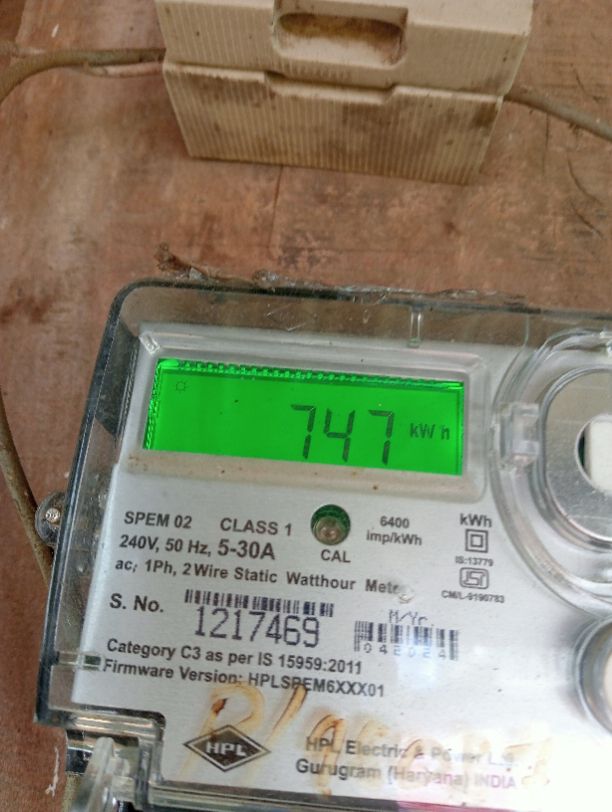 747 kWh
SPEM 02 CLASS 1
6400
imp/kWh
kWh
240V, 50 Hz, 5-30A
CAL
IS:13779
ac, 1Ph, 2 Wire Static Watthour Mete
CM/L-9190783
S. No. 1217469
M/Yr.
042024
Category C3 as per IS 15959:2011
Firmware Version: HPLSPEM6XXX01
HPL
HPL Electric & Power L
Gurugram (Haryana) INDIA